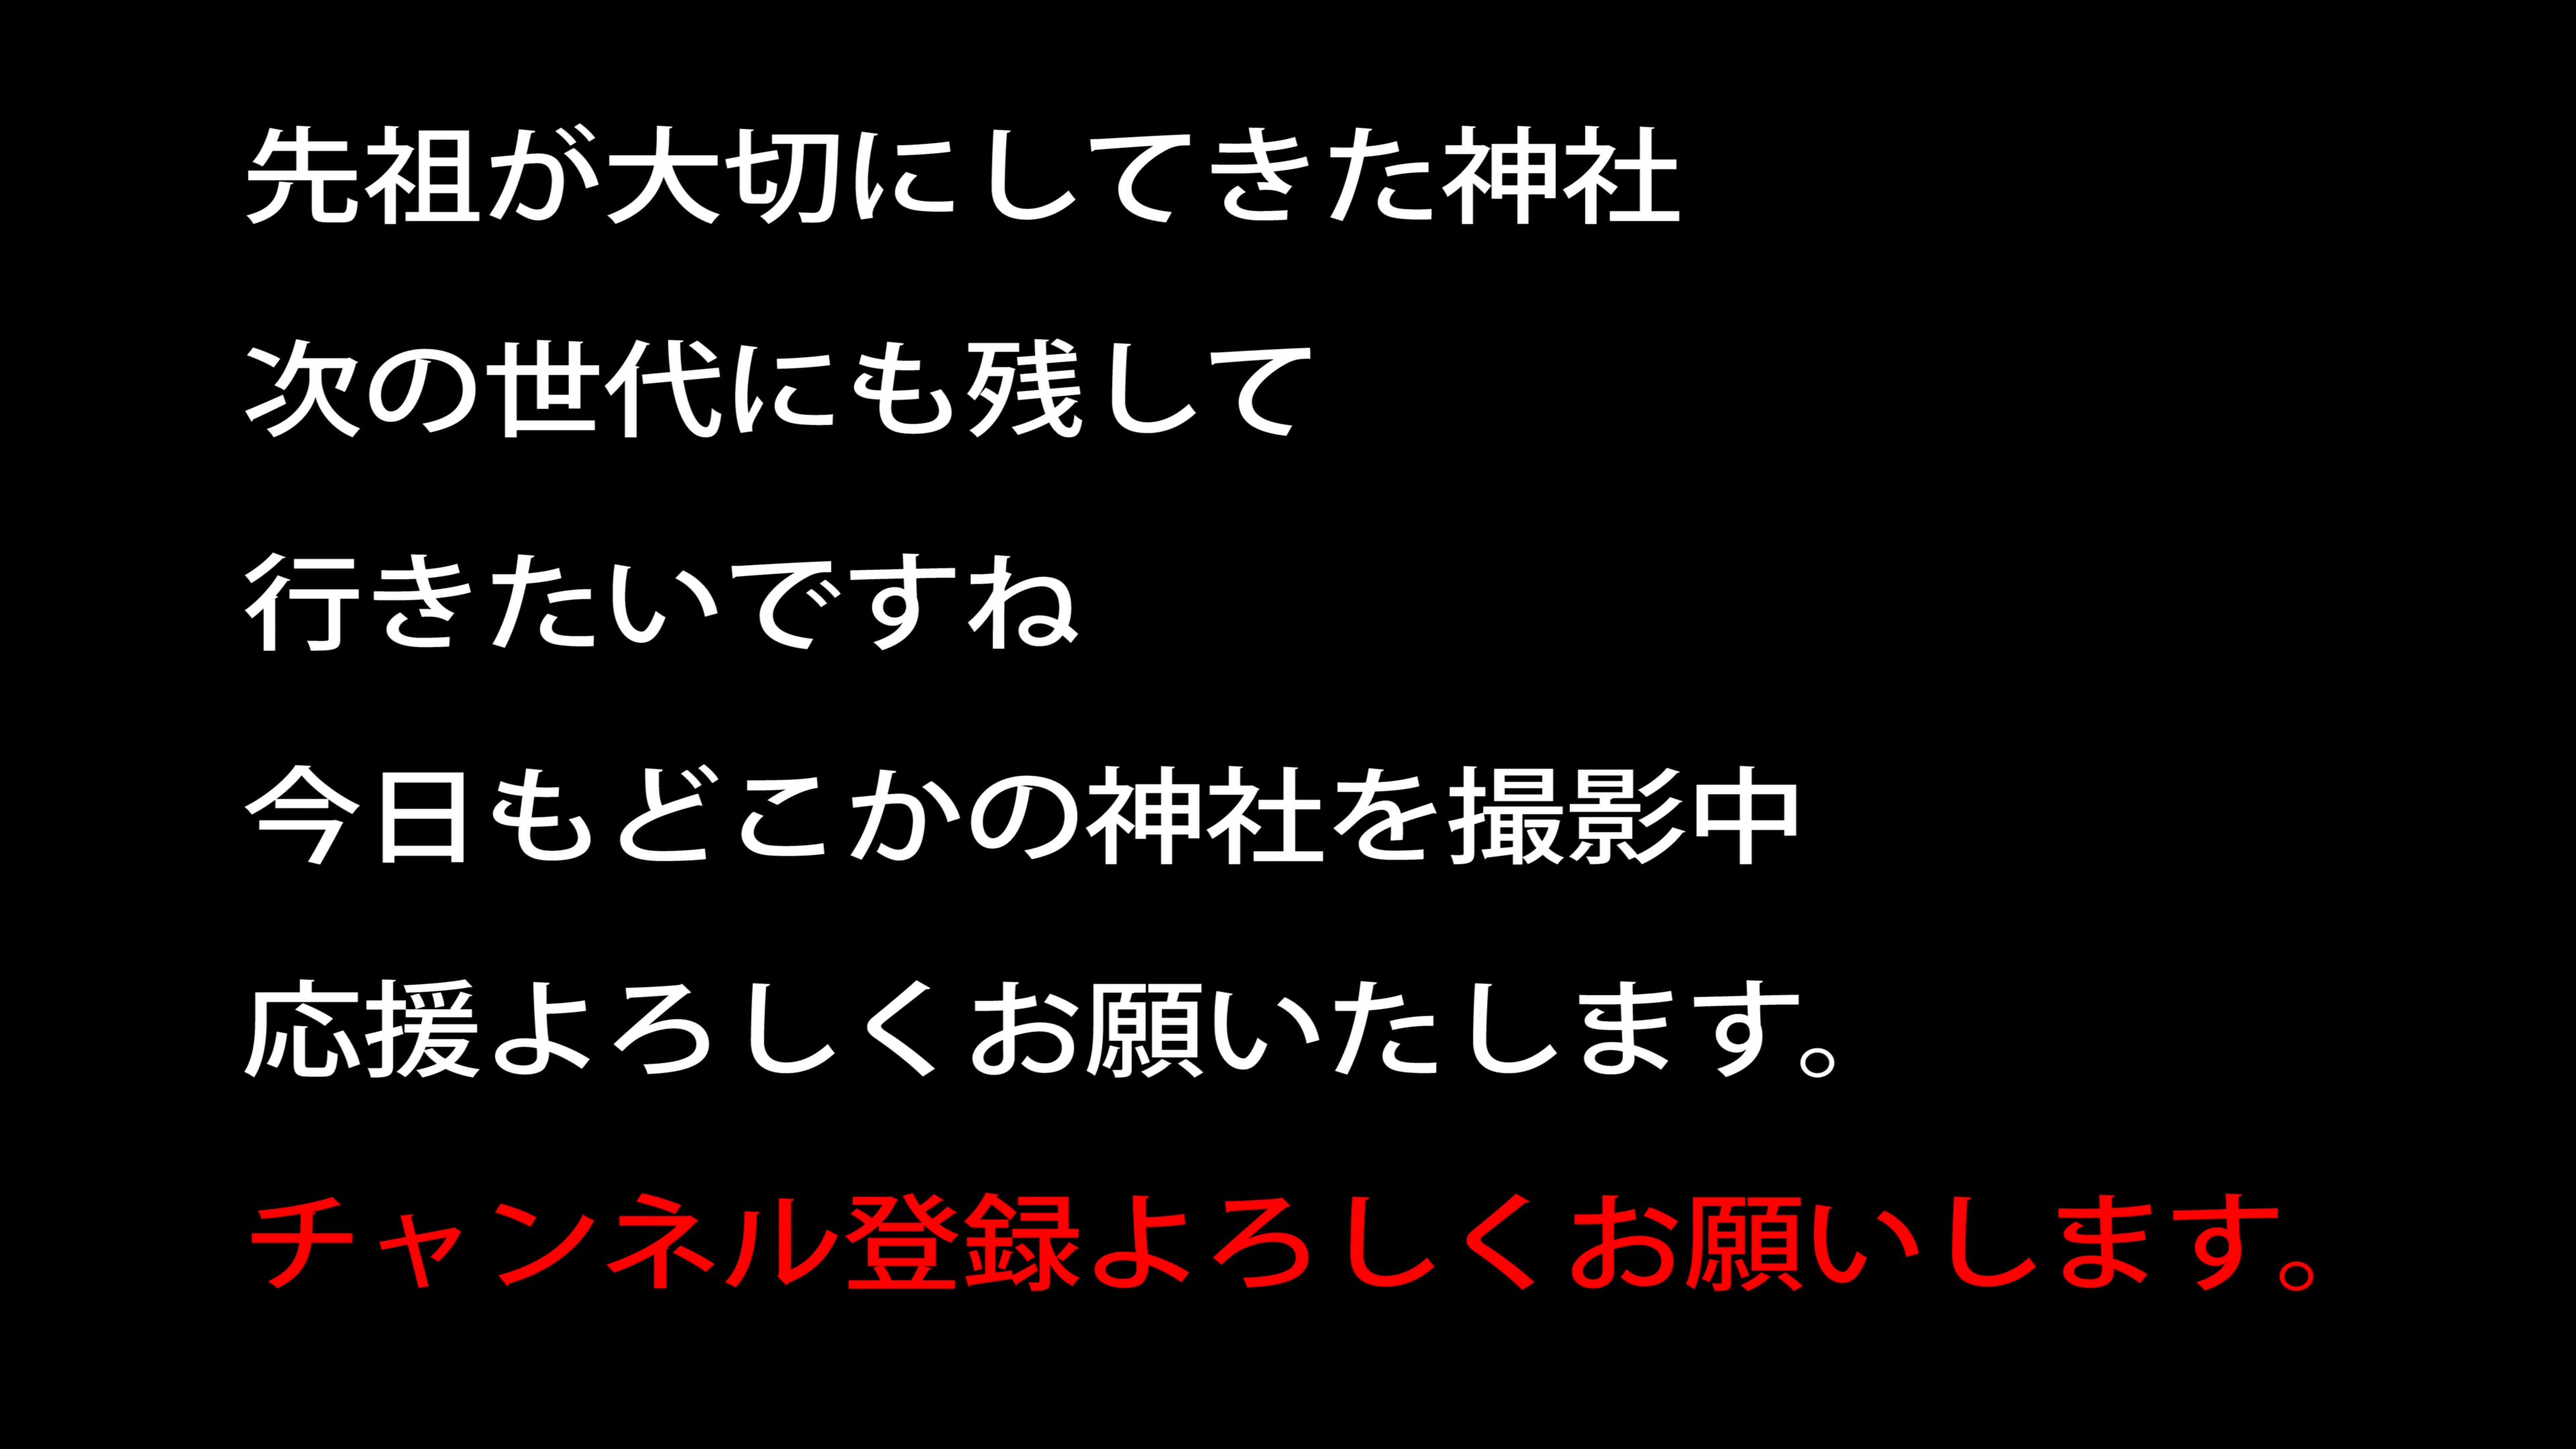 先祖が大切にしてきた神社
次の世代にも残して
行きたいですね
今日もどこかの神社を撮影中
応援よろしくお願いたします。
チャンネル登録よろしくお願いします。